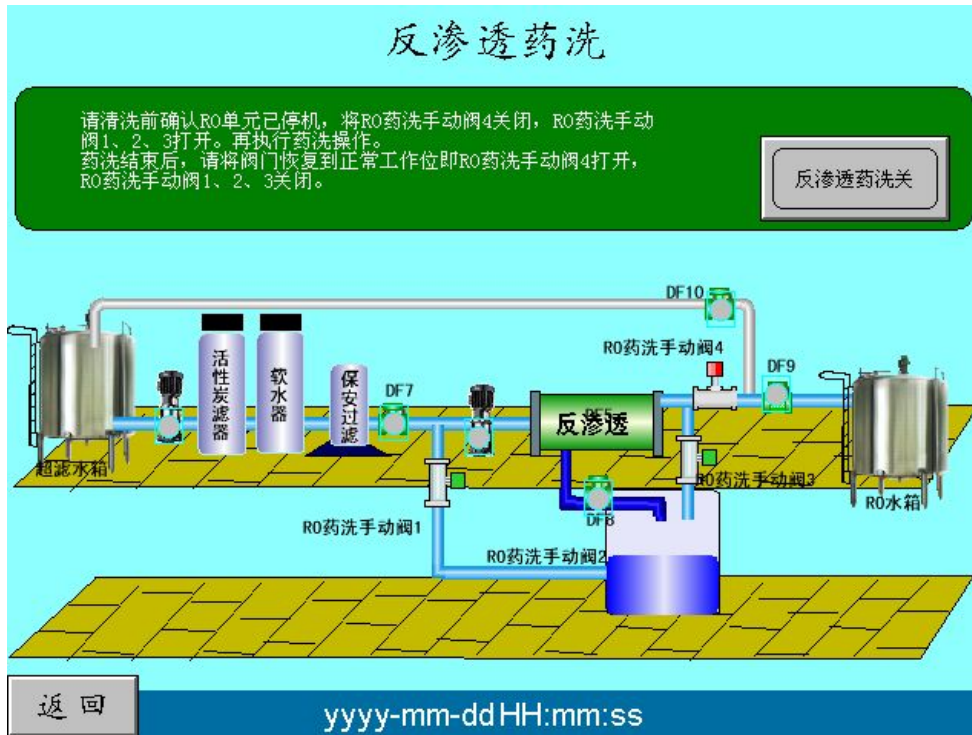 反渗透药洗
请清洗前确认RO单元已停机，将RO药洗手动阀4关闭，RO药洗手动
阀1、2、3打开。再执行药洗操作。
药洗结束后，请将阀门恢复到正常工作位即RO药洗手动阀4打开，
RO药洗手动阀1、2、3关闭。
反渗透药洗关
DF10
RO药洗手动阀4
DF9
活性炭滤器
软水器
保安过滤
DF7
DF5
反渗透
超滤水箱
RO药洗手动阀3
RO水箱
DF8
RO药洗手动阀1
RO药洗手动阀2
返回
yyyy-mm-dd HH:mm:ss